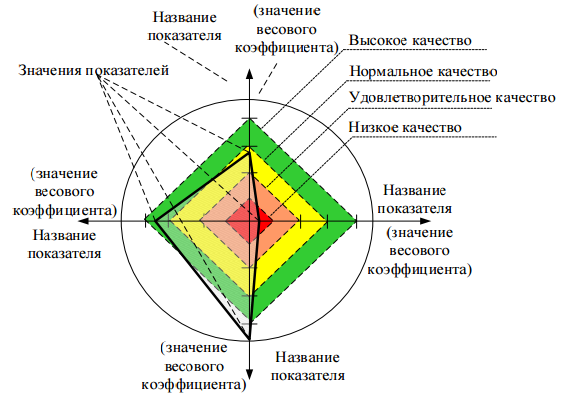 Название
показателя
(значение
весового
коэффициента)
Высокое качество
Нормальное качество
Удовлетворительное качество
Низкое качество
Значения показателей
(значение
весового
коэффициента)
Название
показателя
Название
показателя
(значение
весового
коэффициента)
(значение
весового
коэффициента)
Название
показателя